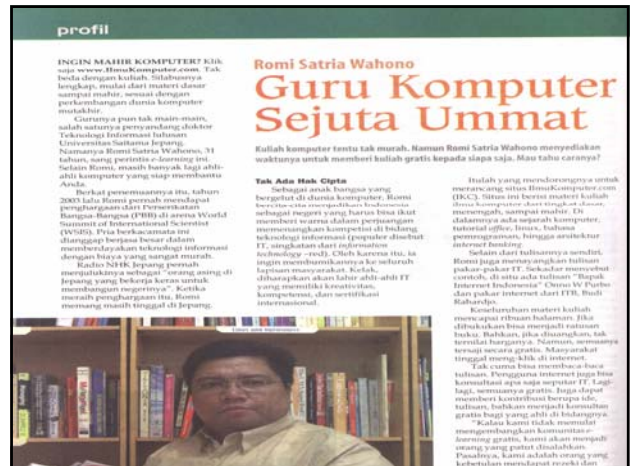 profil
INGIN MAHIR KOMPUTER? Klik
saja www.IlmuKomputer.com. Tak
beda dengan kuliah. Silabusnya
lengkap, mulai dari materi dasar
sampai mahir, sesuai dengan
perkembangan dunia komputer
mutakhir.
Gurunya pun tak main-main,
salah satunya penyandang doktor
Teknologi Informasi lulusan
Universitas Saitama Jepang.
Namanya Romi Satria Wahono, 31
tahun, sang perintis e-learning ini.
Selain Romi, masih banyak lagi ahli-
ahli komputer yang siap membantu
Anda.
Berkat penemuannya itu, tahun
2003 lalu Romi pernah mendapat
penghargaan dari Perserikatan
Bangsa-Bangsa (PBB) di arena World
Summit of International Scientist
(WSIS). Pria berkacamata ini
dianggap berjasa besar dalam
memberdayakan teknologi informasi
dengan biaya yang sangat murah.
Radio NHK Jepang pernah
menjulukinya sebagai "orang asing di
Jepang yang bekerja keras untuk
membangun negerinya". Ketika
meraih penghargaan itu, Romi
memang masih tinggal di Jepang.
Romi Satria Wahono
Guru Komputer
Sejuta Ummat
Kuliah komputer tentu tak murah. Namun Romi Satria Wahono menyediakan
waktunya untuk memberi kuliah gratis kepada siapa saja. Mau tahu caranya?
Tak Ada Hak Cipta
Sebagai anak bangsa yang
bergelut di dunia komputer, Romi
bercita-cita menjadikan Indonesia
sebagai negeri yang harus bisa ikut
memenangkan kompetisi di bidang
teknologi informasi (populer disebut
IT, singkatan dari information
technology -red). Oleh karena itu, ia
ingin membumikannya ke seluruh
lapisan masyarakat. Kelak,
diharapkan akan lahir ahli-ahli IT
yang memiliki kreativitas,
kompetensi, dan sertifikasi
internasional.
Itulah yang mendorongnya untuk
merancang situs IlmuKomputer.com
(IKC). Situs ini berisi materi kuliah
ilmu komputer dari tingkat dasar,
menengah, sampai mahir. Di
dalamnya ada sejarah komputer,
tutorial office, linux, bahasa
pemrograman, hingga arsitektur
internet banking.
Selain dari tulisannya sendiri,
Romi juga menayangkan tulisan
pakar-pakar IT. Sekadar menyebut
contoh, di situ ada tulisan "Bapak
Internet Indonesia" Onno W Purbo
dan pakar internet dari ITB, Budi
Rahardjo.
Keseluruhan materi kuliah
mencapai ribuan halaman. Jika
dibukukan bisa menjadi ratusan
buku. Bahkan, jika diuangkan, tak
ternilai harganya. Namun, semuanya
tersaji secara gratis. Masyarakat
tinggal meng-klik di internet.
Tak cuma bisa membaca-baca
tulisan. Pengguna internet juga bisa
konsultasi apa saja seputar IT. Lagi-
lagi, semuanya gratis. Juga dapat
memberi kontribusi berupa ide,
tulisan, bahkan menjadi konsultan
gratis bagi yang ahli di bidangnya.
"Kalau kami tidak memulai
mengembangkan komunitas e-
learning gratis, kami akan menjadi
orang yang patut disalahkan.
Pasalnya, kami adalah orang yang
kebetulan mendapat rezeki dan